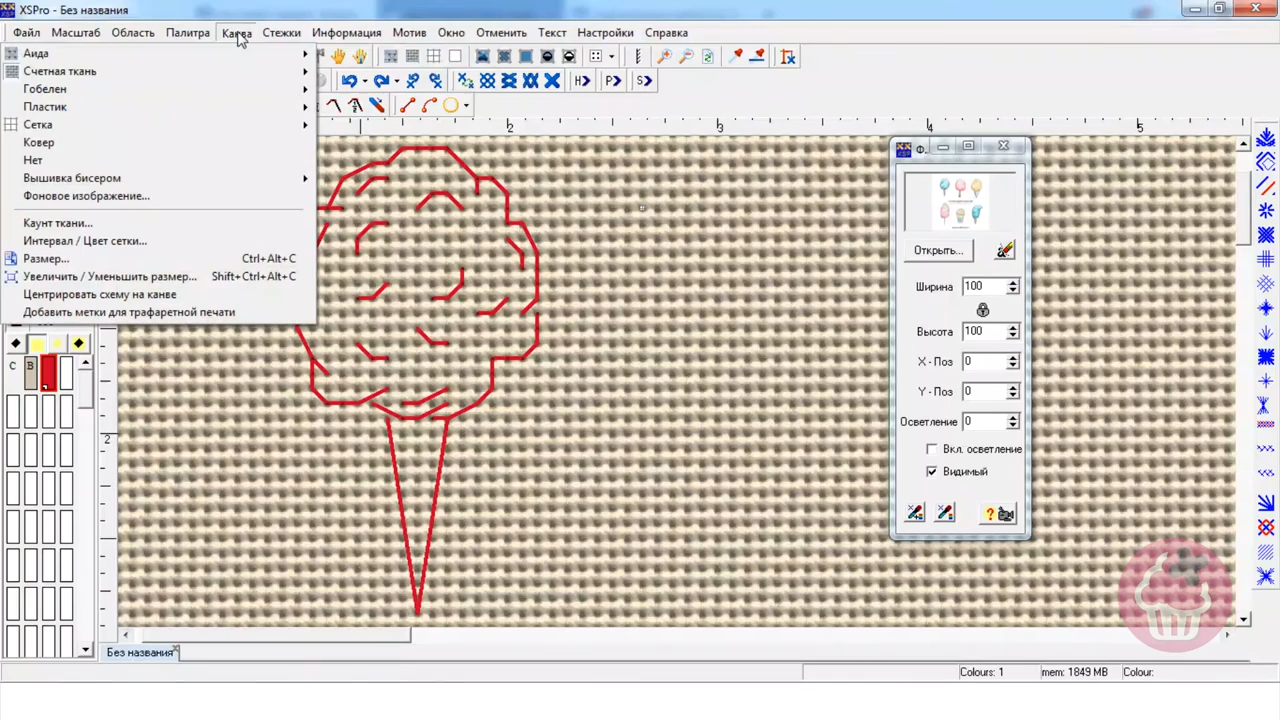 XSPro - Без названия
Файл Масштаб Область Палитра Канва Стежки Информация Мотив Окно Отменить Текст Настройки Справка
Аида
Счетная ткань
Гобелен
Пластик
Сетка
Ковер
Нет
Вышивка бисером
Фоновое изображение...
Каунт ткани...
Интервал / Цвет сетки...
Размер... Ctrl+Alt+C
Увеличить / Уменьшить размер... Shift+Ctrl+Alt+C
Центрировать схему на канве
Добавить метки для трафаретной печати
H P S
2 3 4 5
2
C B
Ф...
Открыть...
Ширина 100
Высота 100
X - Поз 0
Y - Поз 0
Осветление 0
Вкл. осветление
Видимый
Без названия
Colours: 1 mem: 1849 MB Colour: